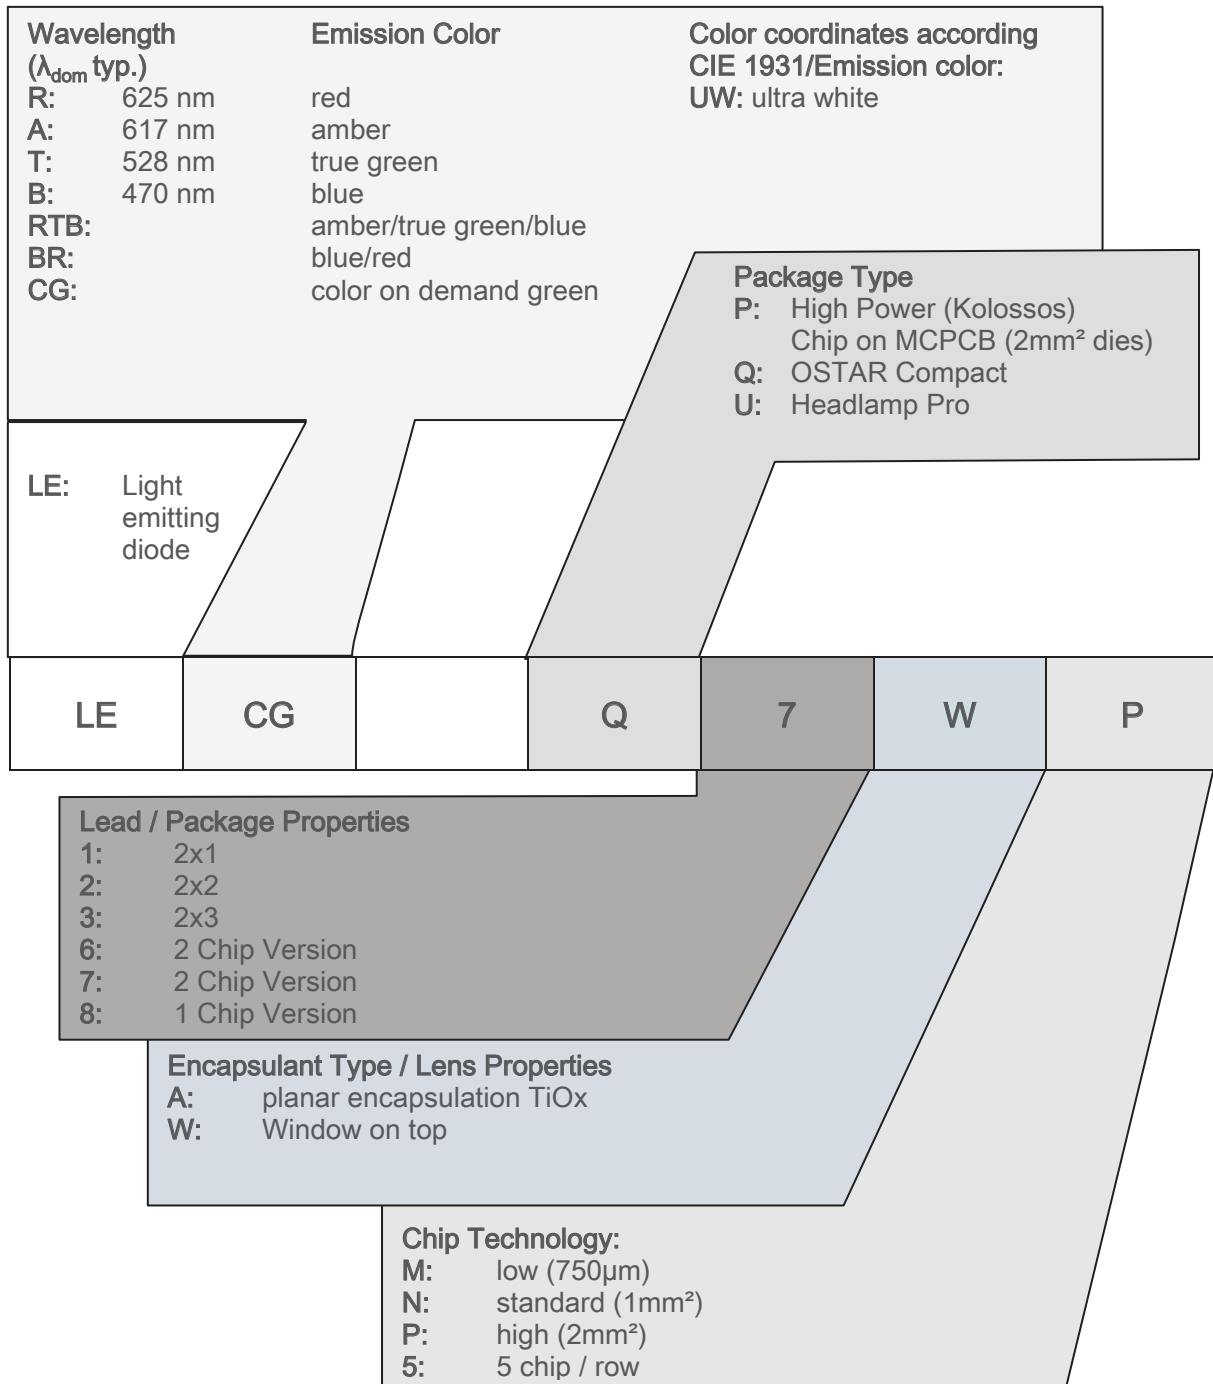 Wavelength Emission Color Color coordinates according
(λdom typ.) CIE 1931/Emission color:
R: 625 nm red UW: ultra white
A: 617 nm amber
T: 528 nm true green
B: 470 nm blue
RTB: amber/true green/blue
BR: blue/red
CG: color on demand green
Package Type
P: High Power (Kolossos)
Chip on MCPCB (2mm² dies)
Q: OSTAR Compact
U: Headlamp Pro
LE: Light
emitting
diode
LE CG Q 7 W P
Lead / Package Properties
1: 2x1
2: 2x2
3: 2x3
6: 2 Chip Version
7: 2 Chip Version
8: 1 Chip Version
Encapsulant Type / Lens Properties
A: planar encapsulation TiOx
W: Window on top
Chip Technology:
M: low (750µm)
N: standard (1mm²)
P: high (2mm²)
5: 5 chip / row